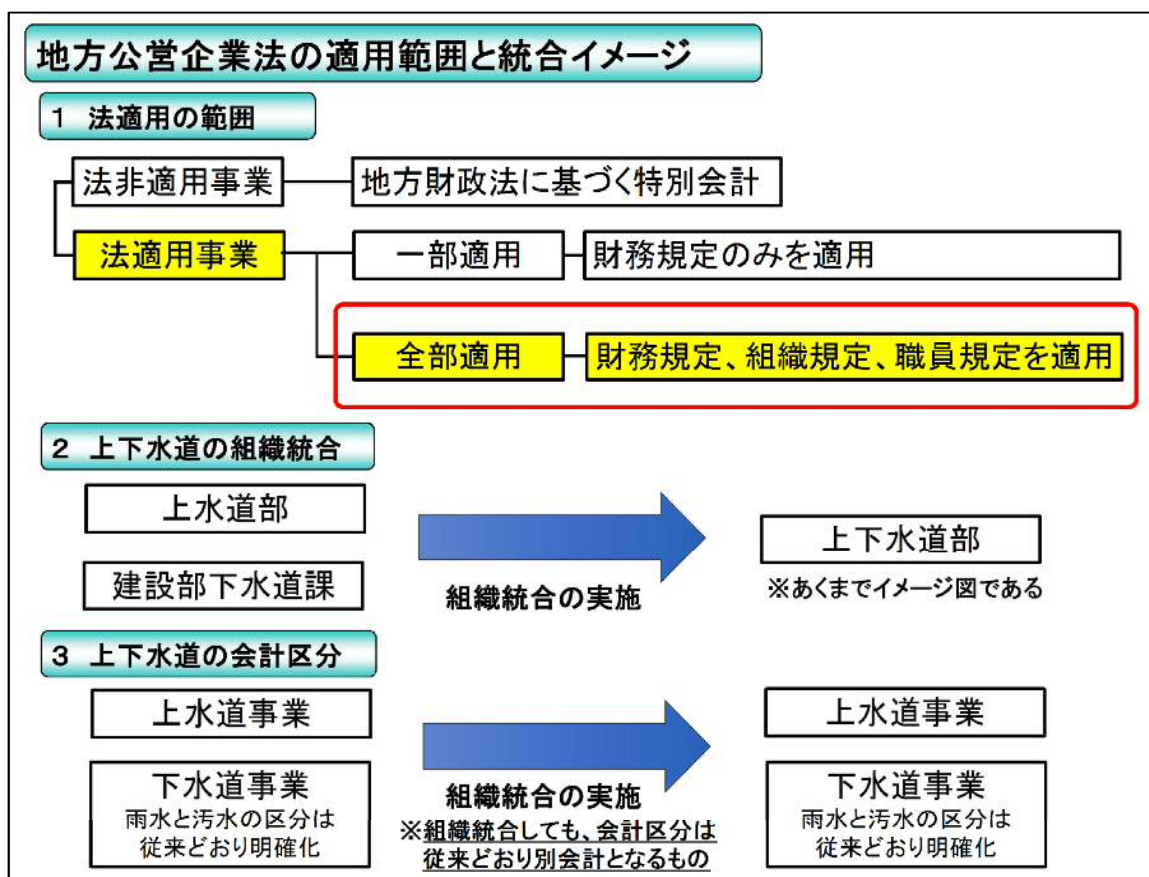 地方公営企業法の適用範囲と統合イメージ
1 法適用の範囲
法非適用事業
地方財政法に基づく特別会計
法適用事業
一部適用
財務規定のみを適用
全部適用
財務規定、組織規定、職員規定を適用
2 上下水道の組織統合
上水道部
建設部下水道課
組織統合の実施
上下水道部
※あくまでイメージ図である
3 上下水道の会計区分
上水道事業
下水道事業
雨水と汚水の区分は
従来どおり明確化
組織統合の実施
※組織統合しても、会計区分は
従来どおり別会計となるもの
上水道事業
下水道事業
雨水と汚水の区分は
従来どおり明確化